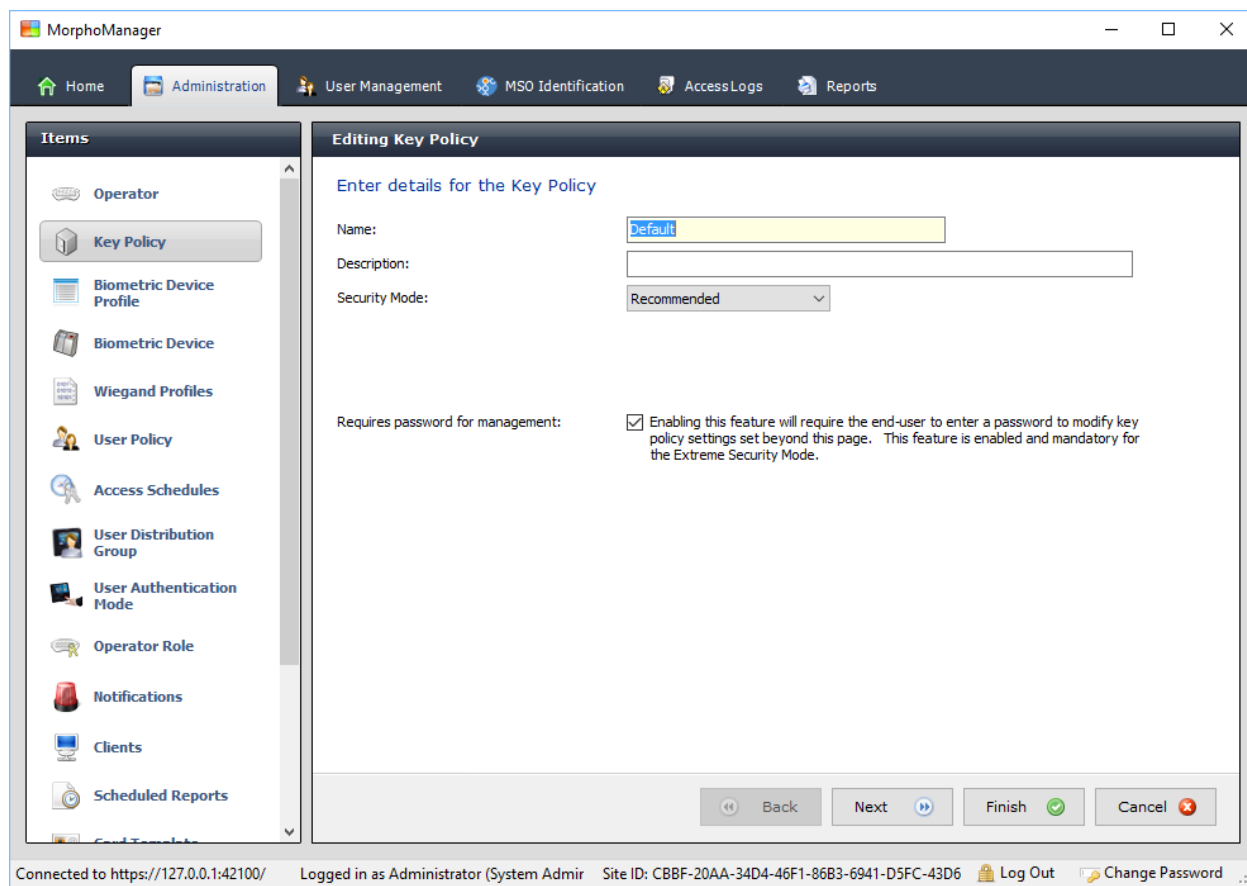 MorphoManager
Home
Administration
User Management
MSO Identification
Access Logs
Reports
Items
Operator
Key Policy
Biometric Device
Profile
Biometric Device
Wiegand Profiles
User Policy
Access Schedules
User Distribution
Group
User Authentication
Mode
Operator Role
Notifications
Clients
Scheduled Reports
Card Template
Editing Key Policy
Enter details for the Key Policy
Name:
Default
Description:
Security Mode:
Recommended
Requires password for management:
Enabling this feature will require the end-user to enter a password to modify key
policy settings set beyond this page. This feature is enabled and mandatory for
the Extreme Security Mode.
Back
Next
Finish
Cancel
Connected to https://127.0.0.1:42100/
Logged in as Administrator (System Admir
Site ID: CBBF-20AA-34D4-46F1-86B3-6941-D5FC-43D6
Log Out
Change Password